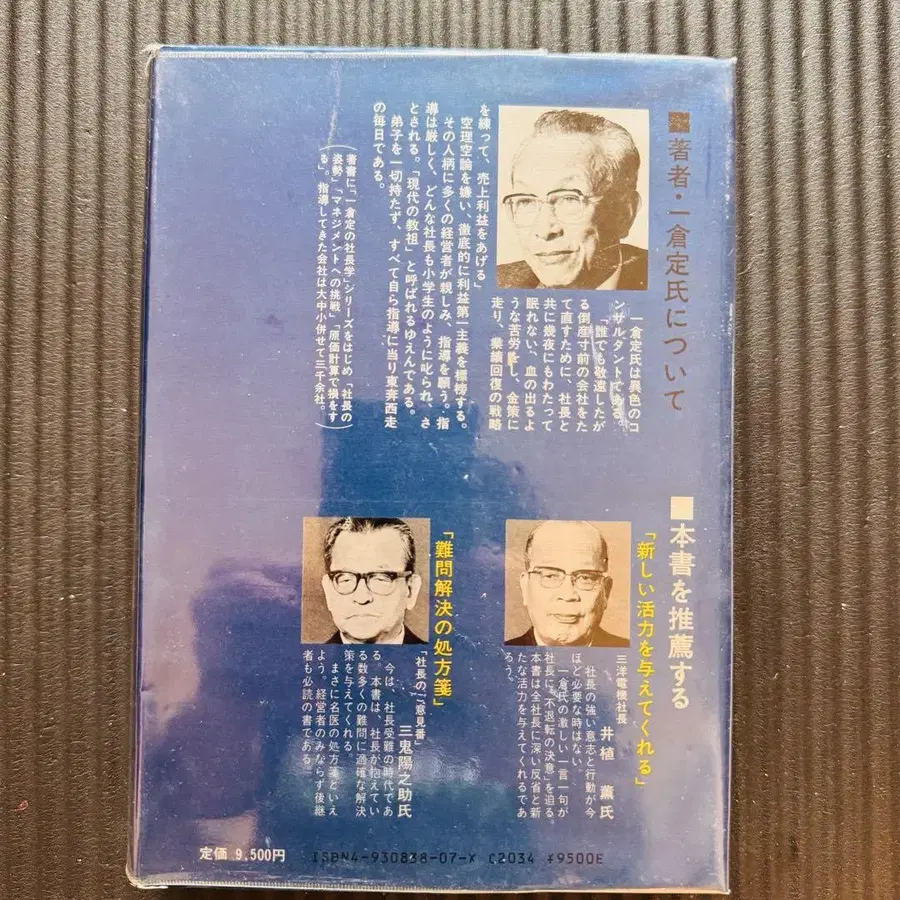 ■著者・一倉定氏について
一倉定氏は異色のコ
ンサルタントである。
「誰でも敬遠したが
る倒産寸前の会社をた
て直すために、社長と
共に幾夜にもわたって
眠れない、血の出るよ
うな苦労をし、金策に
走り、業績回復の戦略
を練って、売上利益をあげる」
空理空論を嫌い、徹底的に利益第一主義を標榜する。
その人柄に多くの経営者が親しみ、指導を願う。指
導は厳しく、どんな社長も小学生のように叱られ、さ
とされる。「現代の教祖」と呼ばれるゆえんである。
弟子を一切持たず、すべて自ら指導に当り東奔西走
の毎日である。
(著書に「一倉定の社長学」シリーズをはじめ「社長の
姿勢」「マネジメントへの挑戦」「原価計算で損をす
る」。指導してきた会社は大中小併せて三千余社。)
■本書を推薦する
「新しい活力を与えてくれる」
三洋電機社長
井植 薫氏
社長の強い意志と行動が今
ほど必要な時はない。
一倉氏の激しい一言一句が
社長に"不退転の決意"を迫る。
本書は全社長に深い反省と新
たな活力を与えてくれるであ
ろう。
「難問解決の処方箋」
「社長の「意見番」
三鬼陽之助氏
今は、社長受難の時代であ
る。本書は、社長が抱えてい
る数多くの難問に適確な解決
策を与えてくれる。
まさに名医の処方箋といえ
よう。経営者のみならず後継
者も必読の書である。
定価 9.500円
ISBN4-930838-07-X C2034 ¥9500E